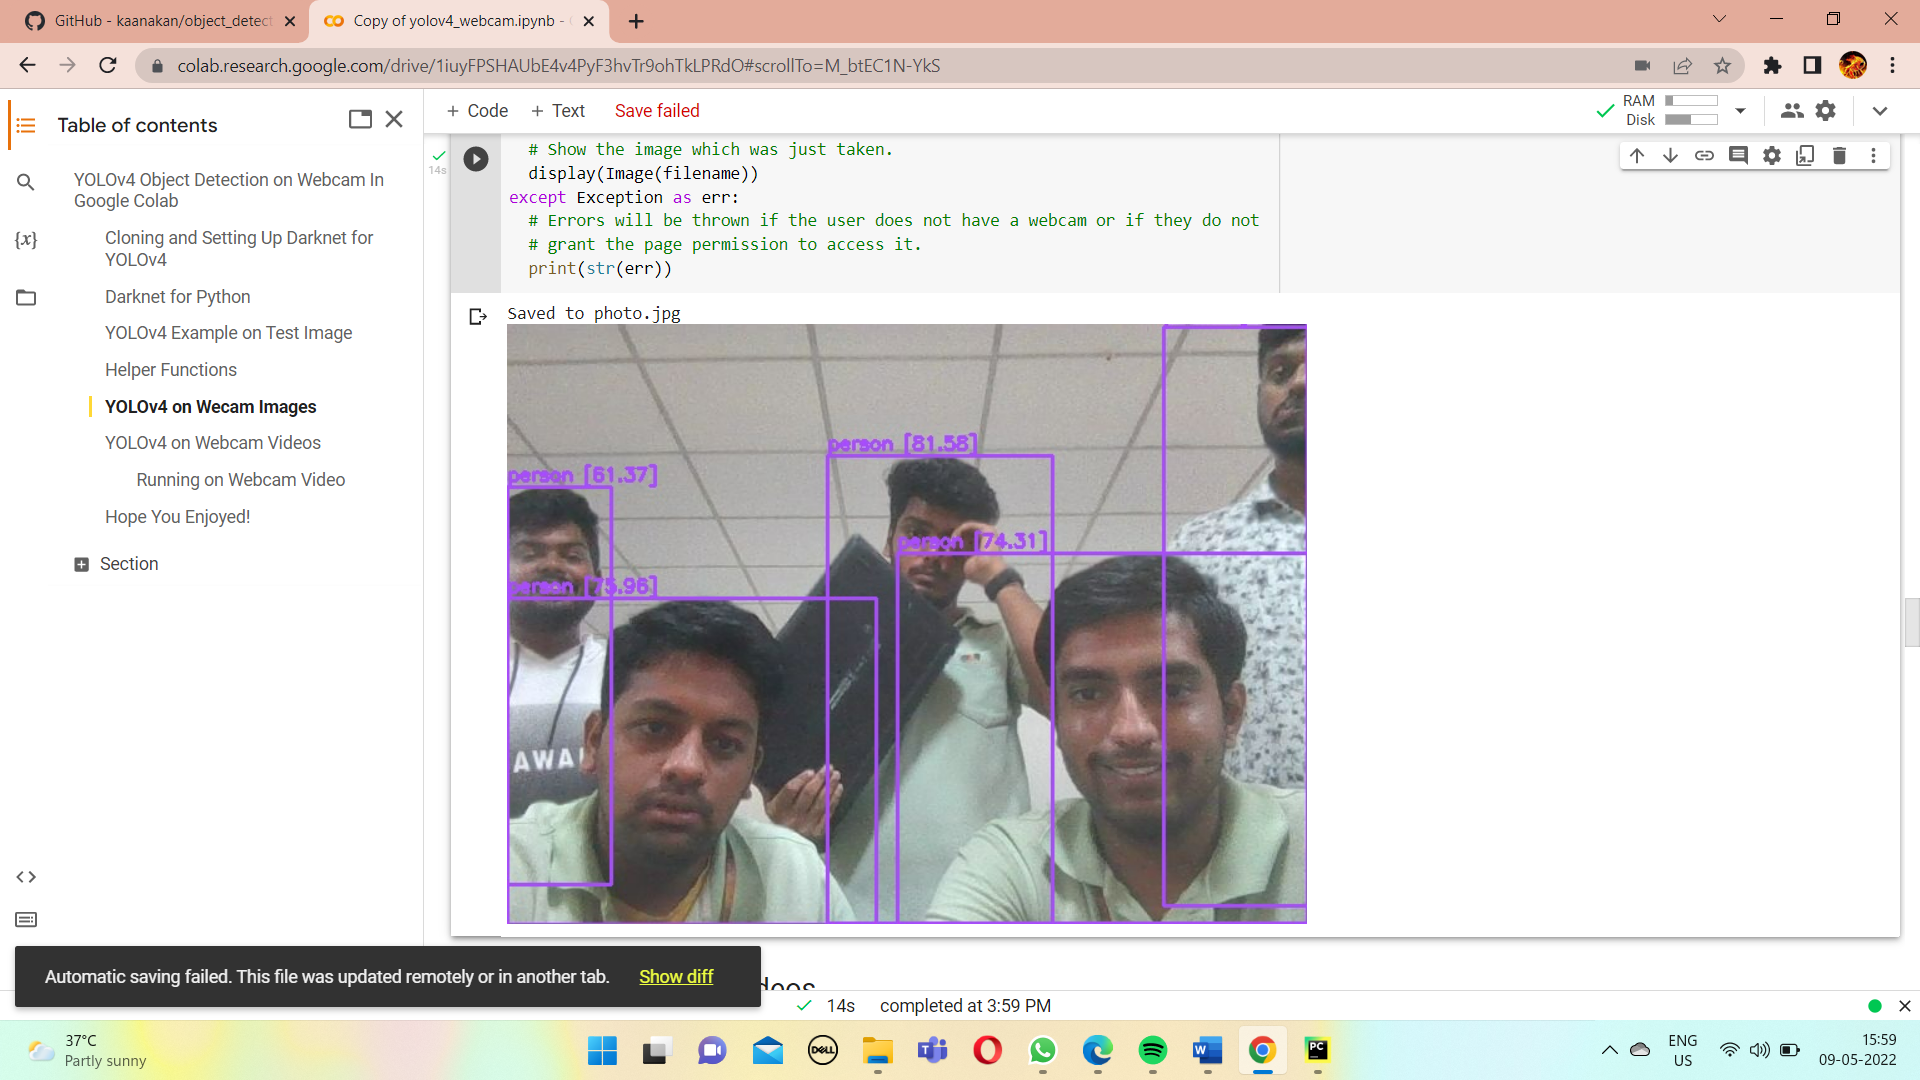 GitHub - kaanakan/object_detect
Copy of yolov4_webcam.ipynb -
colab.research.google.com/drive/1iuyFPSHAUbE4v4PyF3hvTr9ohTkLPRdO#scrollTo=M_btEC1N-YkS
Table of contents
+ Code + Text Save failed
RAM
Disk
YOLOv4 Object Detection on Webcam In
Google Colab
Cloning and Setting Up Darknet for
YOLOv4
Darknet for Python
YOLOv4 Example on Test Image
Helper Functions
YOLOv4 on Wecam Images
YOLOv4 on Webcam Videos
Running on Webcam Video
Hope You Enjoyed!
Section
{x}
14s
# Show the image which was just taken.
display(Image(filename))
except Exception as err:
# Errors will be thrown if the user does not have a webcam or if they do not
# grant the page permission to access it.
print(str(err))
Saved to photo.jpg
person [81.58]
person [61.37]
person [74.31]
person [75.96]
AWA
Automatic saving failed. This file was updated remotely or in another tab. Show diff
14s completed at 3:59 PM
37°C
Partly sunny
DELL
W
PC
ENG
US
15:59
09-05-2022